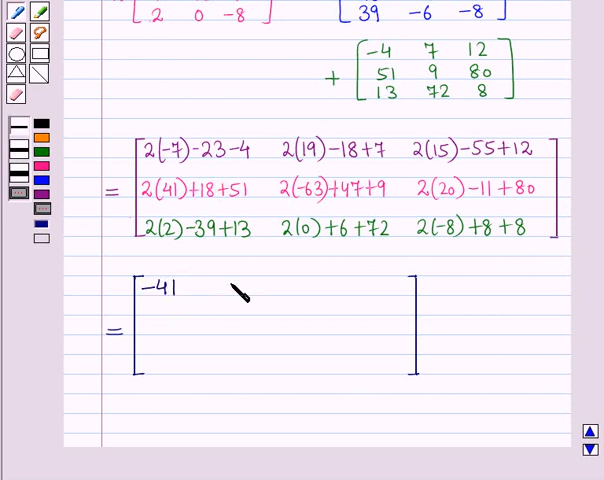 2 0 -8 39 -6 -8
+ -4 7 12
51 9 80
13 72 8
2(-7)-23-4 2(19)-18+7 2(15)-55+12
= 2(41)+18+51 2(-63)+47+9 2(20)-11+80
2(2)-39+13 2(0)+6+72 2(-8)+8+8
-41
=